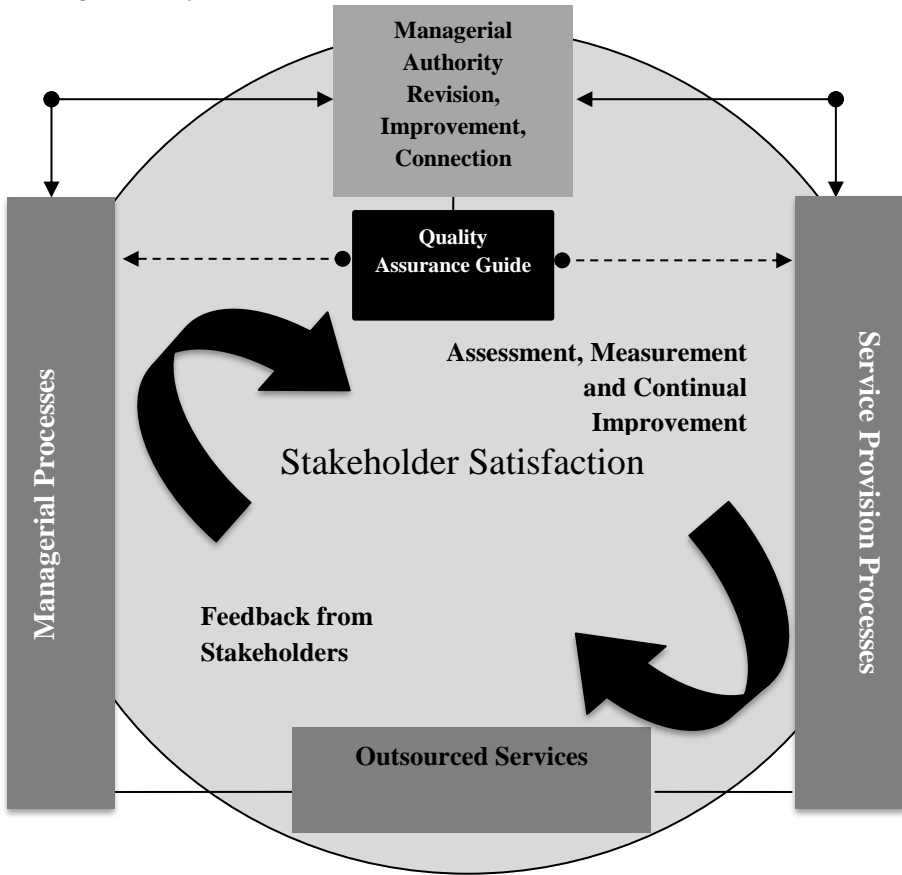 Managerial
Authority
Revision,
Improvement,
Connection
Quality
Assurance Guide
Assessment, Measurement
and Continual
Improvement
Stakeholder Satisfaction
Managerial Processes
Service Provision Processes
Feedback from
Stakeholders
Outsourced Services